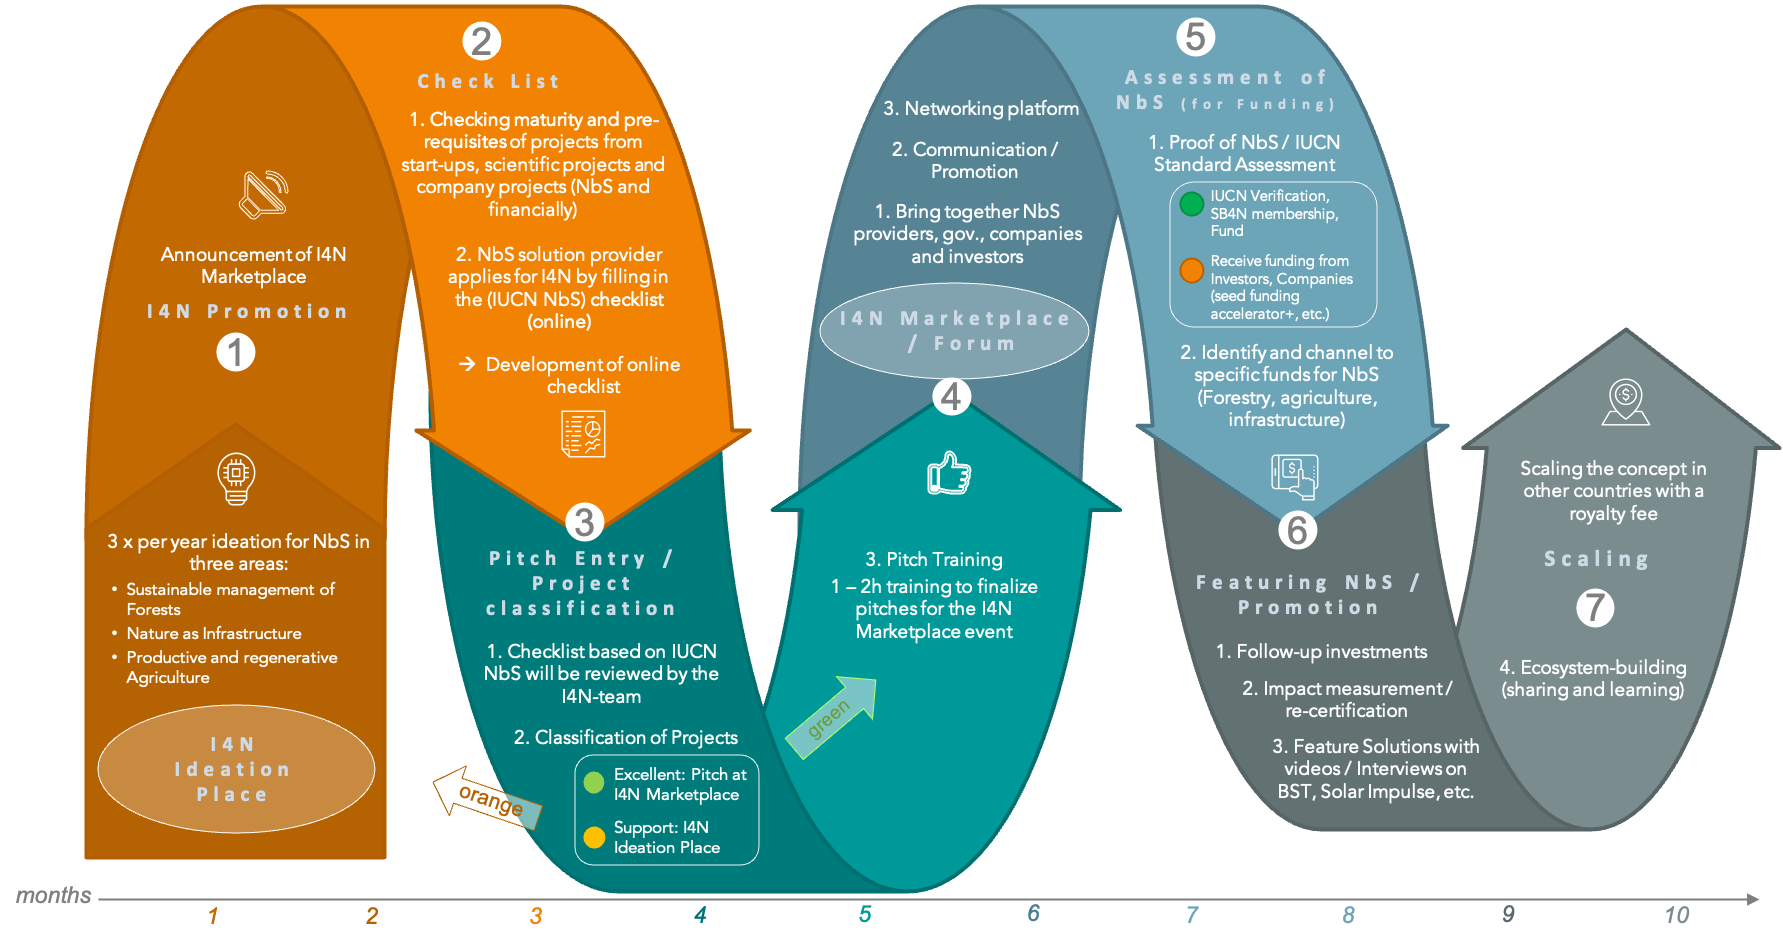 Announcement of I4N
Marketplace
I4N Promotion
1
3 x per year ideation for NbS in
three areas:
• Sustainable management of
Forests
• Nature as Infrastructure
• Productive and regenerative
Agriculture
I4N
Ideation
Place
2
Check List
1. Checking maturity and pre-
requisites of projects from
start-ups, scientific projects and
company projects (NbS and
financially)
2. NbS solution provider
applies for I4N by filling in
the (IUCN NbS) checklist
(online)
→ Development of online
checklist
3
Pitch Entry /
Project
classification
1. Checklist based on IUCN
NbS will be reviewed by the
I4N-team
2. Classification of Projects
Excellent: Pitch at
I4N Marketplace
Support: I4N
Ideation Place
orange
green
3. Networking platform
2. Communication /
Promotion
1. Bring together NbS
providers, gov., companies
and investors
I4N Marketplace
/ Forum
4
3. Pitch Training
1 – 2h training to finalize
pitches for the I4N
Marketplace event
5
Assessment of
NbS (for Funding)
1. Proof of NbS / IUCN
Standard Assessment
IUCN Verification,
SB4N membership,
Fund
Receive funding from
Investors, Companies
(seed funding
accelerator+, etc.)
2. Identify and channel to
specific funds for NbS
(Forestry, agriculture,
infrastructure)
6
Featuring NbS /
Promotion
1. Follow-up investments
2. Impact measurement /
re-certification
3. Feature Solutions with
videos / Interviews on
BST, Solar Impulse, etc.
Scaling the concept in
other countries with a
royalty fee
Scaling
7
4. Ecosystem-building
(sharing and learning)
months
1 2 3 4 5 6 7 8 9 10